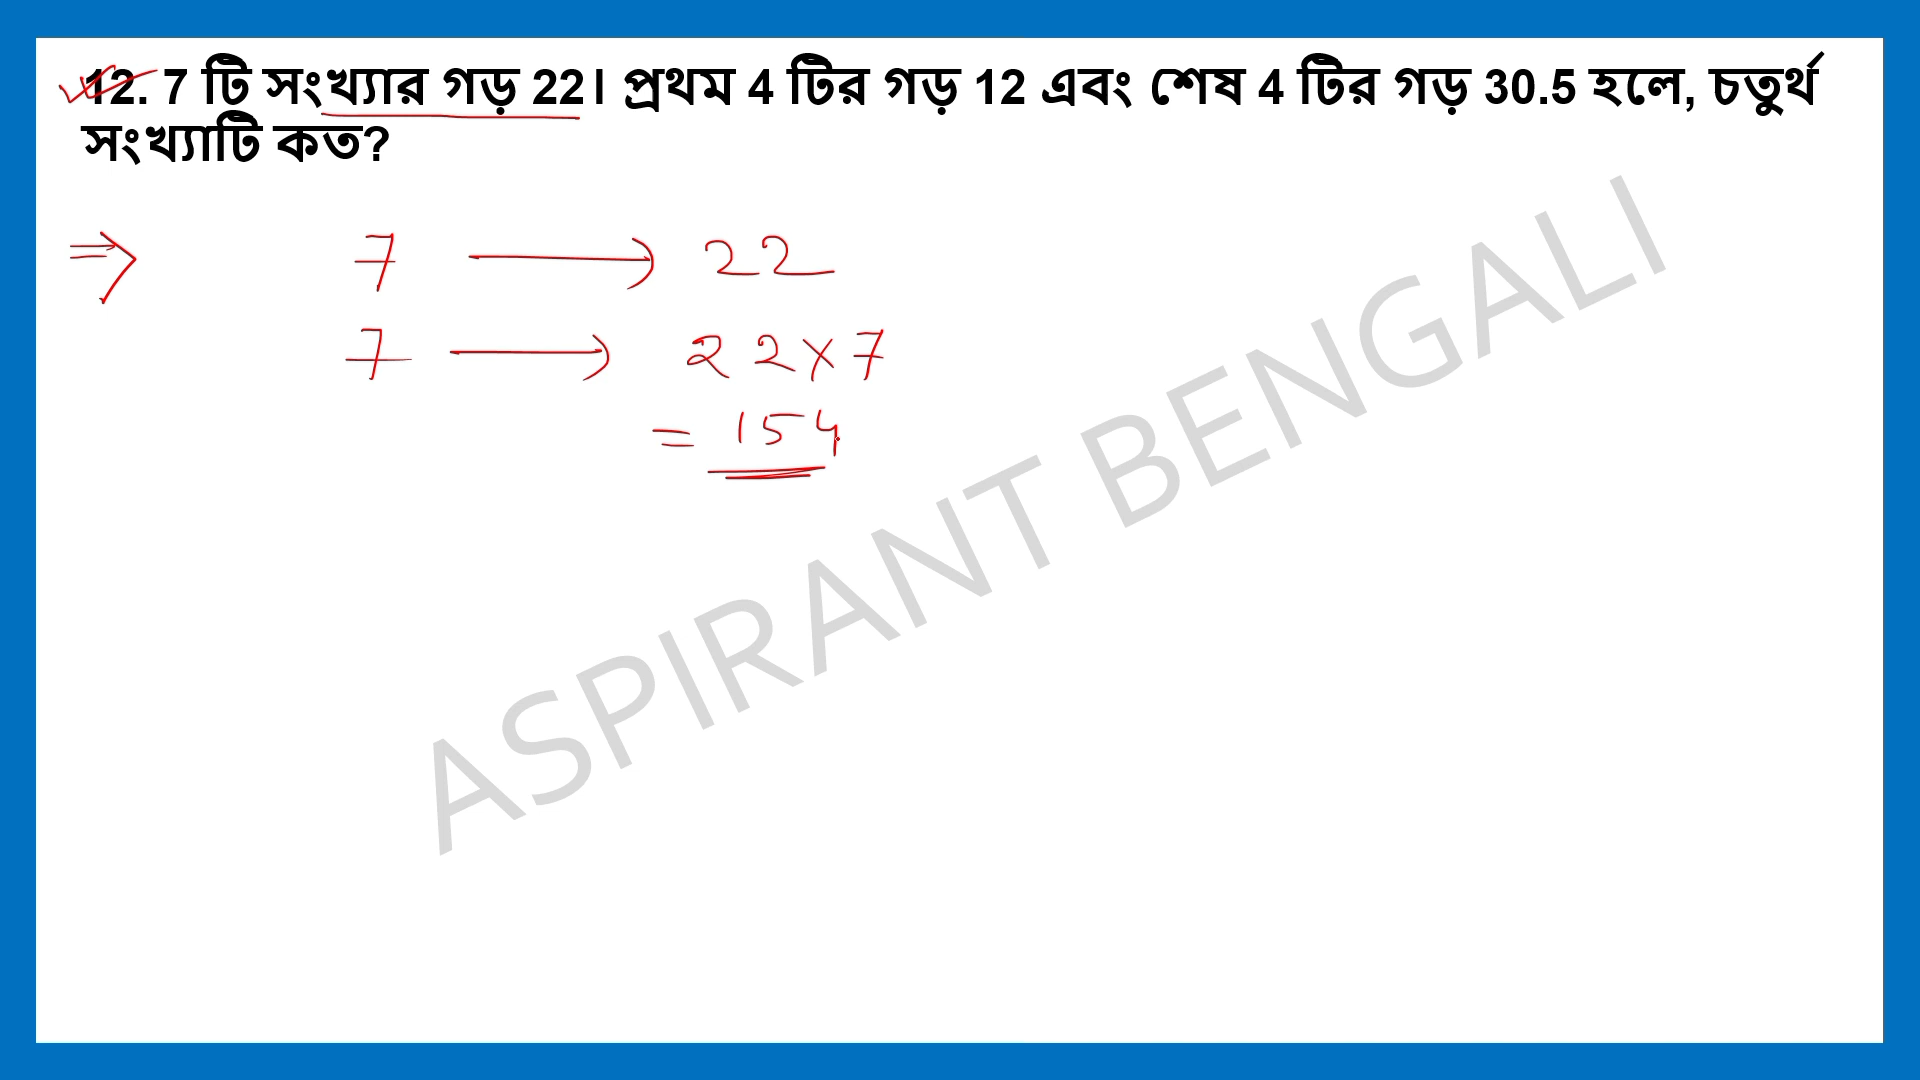 12. 7 টি সংখ্যার গড় 22। প্রথম 4 টির গড় 12 এবং শেষ 4 টির গড় 30.5 হলে, চতুর্থ
সংখ্যাটি কত?
⇒ 7 → 22
7 → 22×7
= 154
ASPIRANT BENGALI